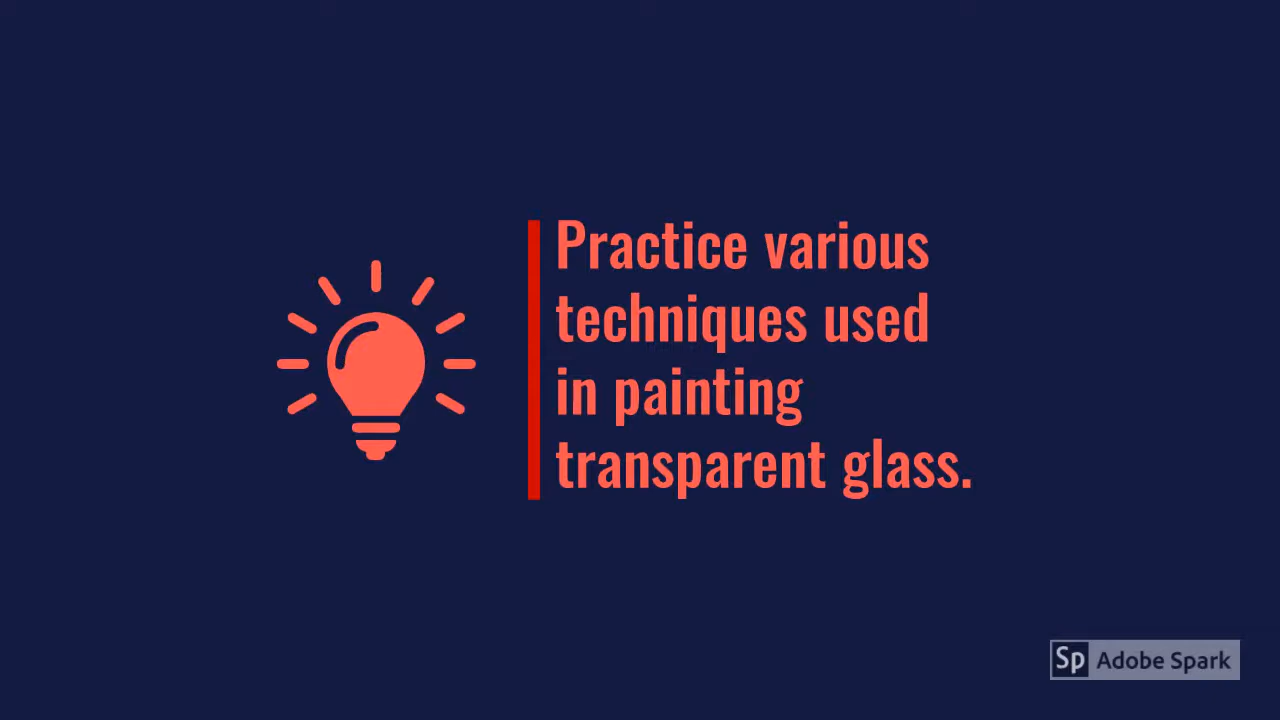 Practice various
techniques used
in painting
transparent glass.
Sp Adobe Spark